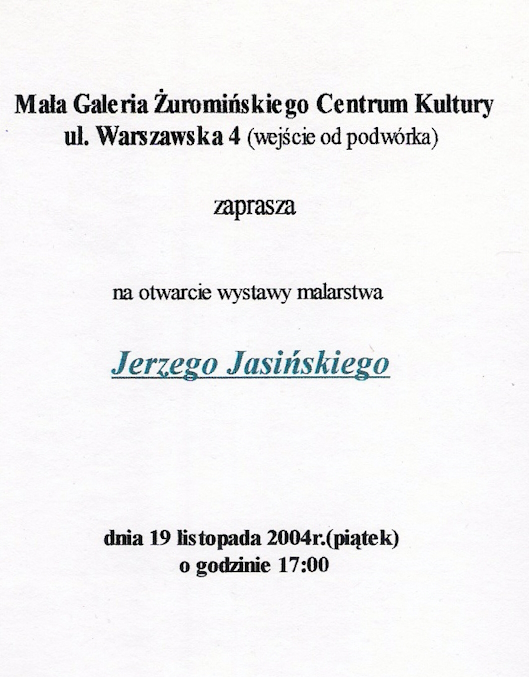 Mała Galeria Żuromińskiego Centrum Kultury
ul. Warszawska 4 (wejście od podwórka)
zaprasza
na otwarcie wystawy malarstwa
Jerzego Jasińskiego
dnia 19 listopada 2004r.(piątek)
o godzinie 17:00